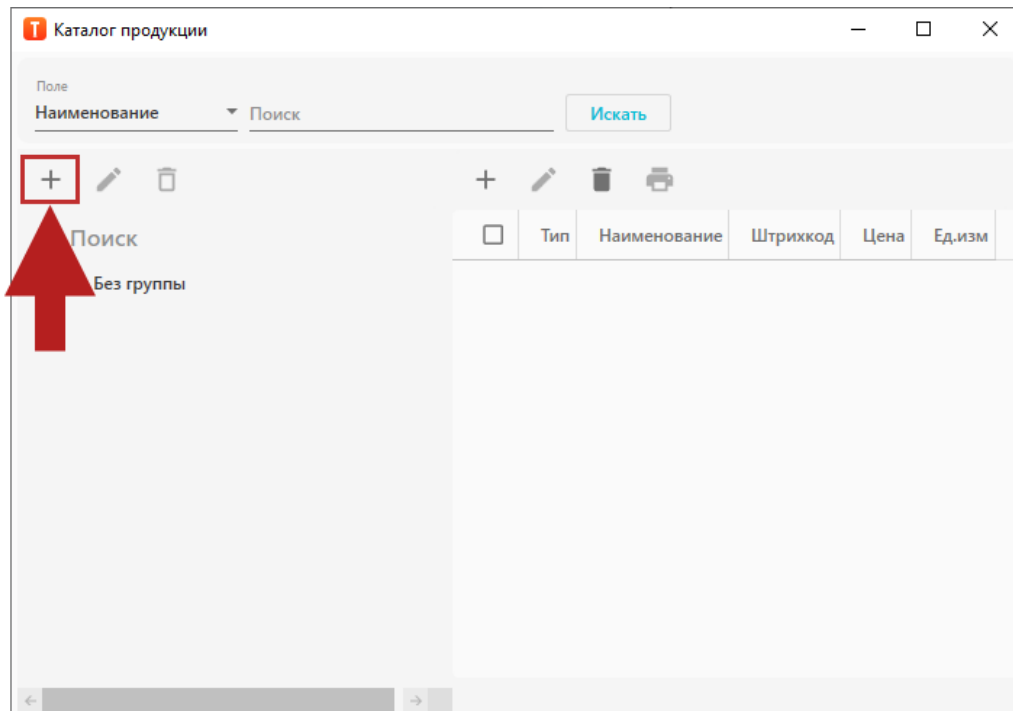 Т Каталог продукции
Поле
Наименование Поиск Искать
Поиск
Без группы
Тип Наименование Штрихкод Цена Ед.изм